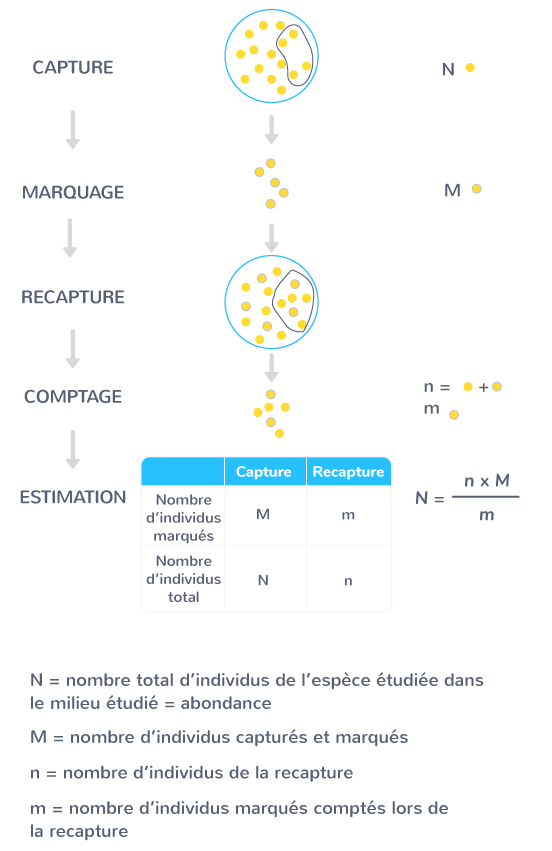 CAPTURE
N
MARQUAGE
M
RECAPTURE
COMPTAGE
n = +
m
ESTIMATION
Capture Recapture
Nombre
d'individus
marqués
M m
Nombre
d'individus
total
N n
N = n x M
m
N = nombre total d'individus de l'espèce étudiée dans
le milieu étudié = abondance
M = nombre d'individus capturés et marqués
n = nombre d'individus de la recapture
m = nombre d'individus marqués comptés lors de
la recapture